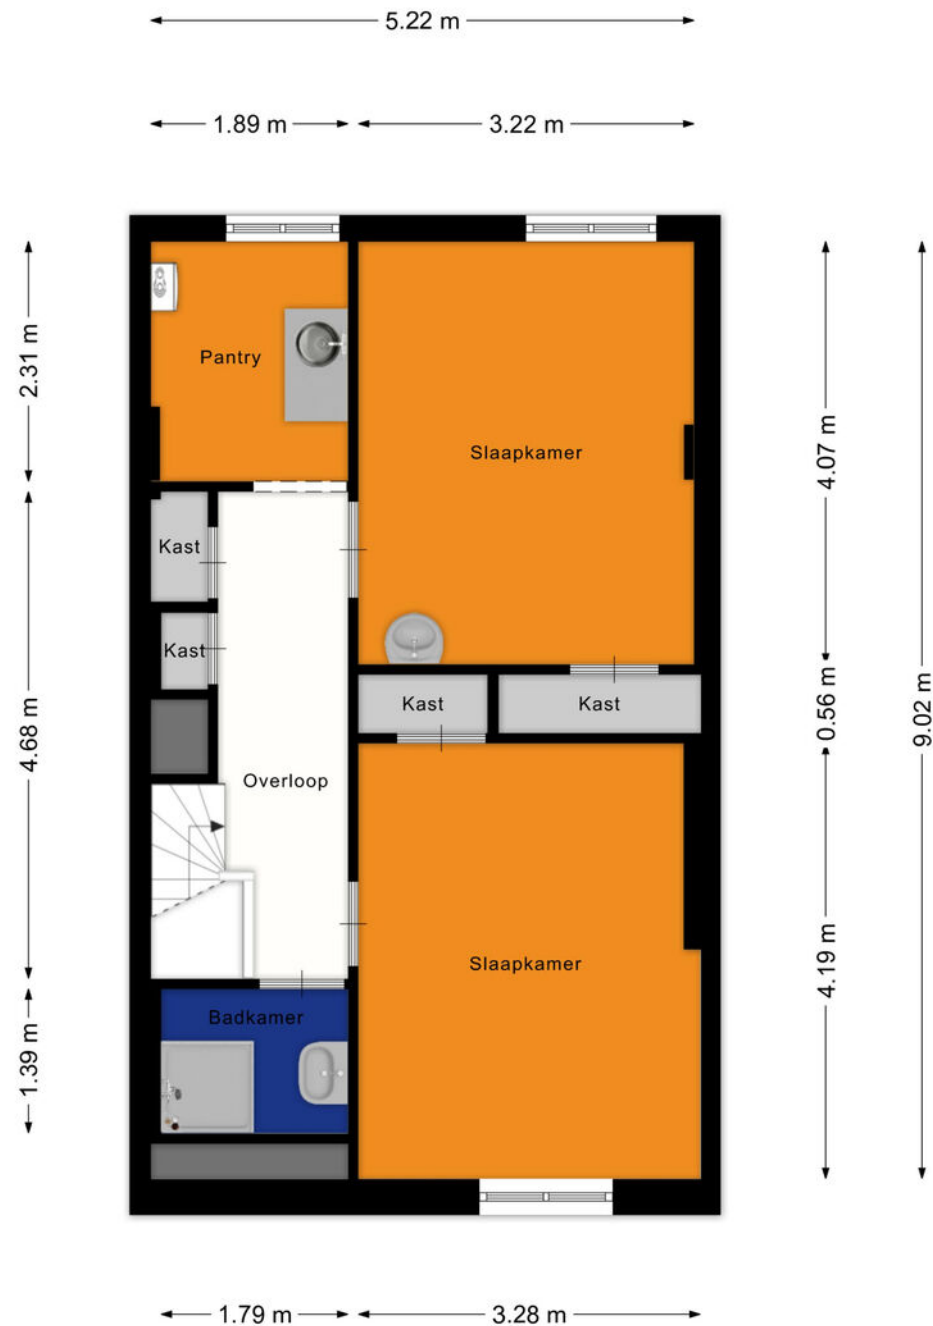 5.22 m
1.89 m
3.22 m
2.31 m
Pantry
4.07 m
Slaapkamer
Kast
Kast
4.68 m
Kast
Kast
0.56 m
9.02 m
Overloop
Slaapkamer
4.19 m
Badkamer
1.39 m
1.79 m
3.28 m